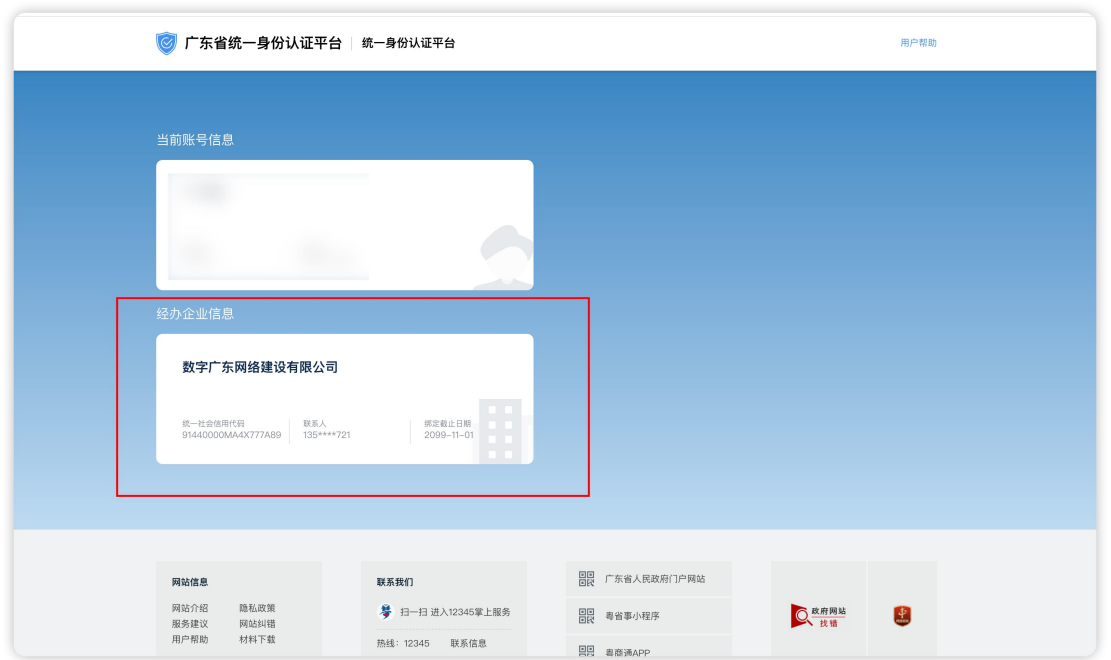 广东省统一身份认证平台 统一身份认证平台 用户帮助
当前账号信息
经办企业信息
数字广东网络建设有限公司
统一社会信用代码 联系人 绑定截止日期
91440000MA4X777A89 135****721 2099-11-01
网站信息
网站介绍 隐私政策
服务建议 网站纠错
用户帮助 材料下载
联系我们
扫一扫 进入12345掌上服务
热线：12345 联系信息
广东省人民政府门户网站
粤省事小程序
粤商通APP
政府网站
找错